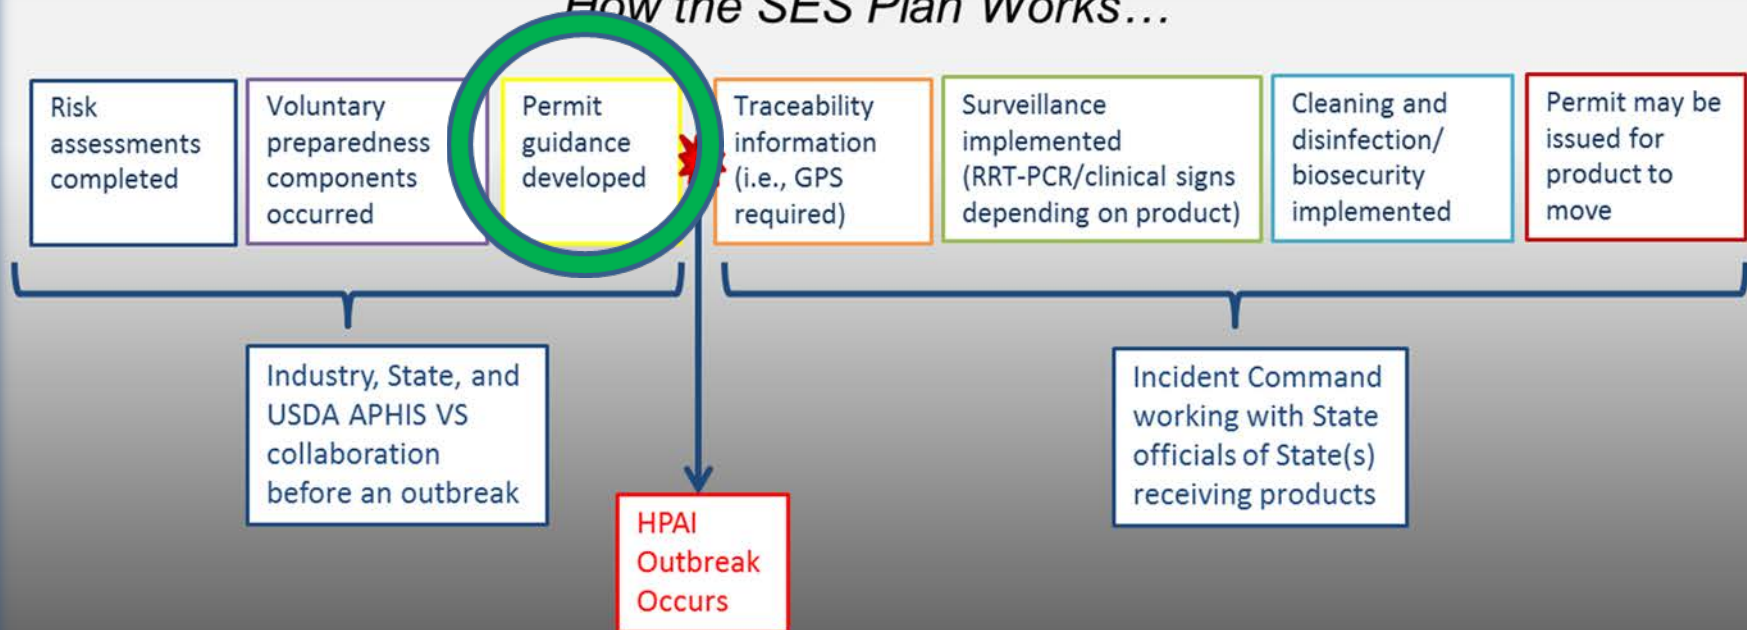 How the SES Plan Works...
Risk
assessments
completed
Voluntary
preparedness
components
occurred
Permit
guidance
developed
Traceability
information
(i.e., GPS
required)
Surveillance
implemented
(RRT-PCR/clinical signs
depending on product)
Cleaning and
disinfection/
biosecurity
implemented
Permit may be
issued for
product to
move
Industry, State, and
USDA APHIS VS
collaboration
before an outbreak
HPAI
Outbreak
Occurs
Incident Command
working with State
officials of State(s)
receiving products